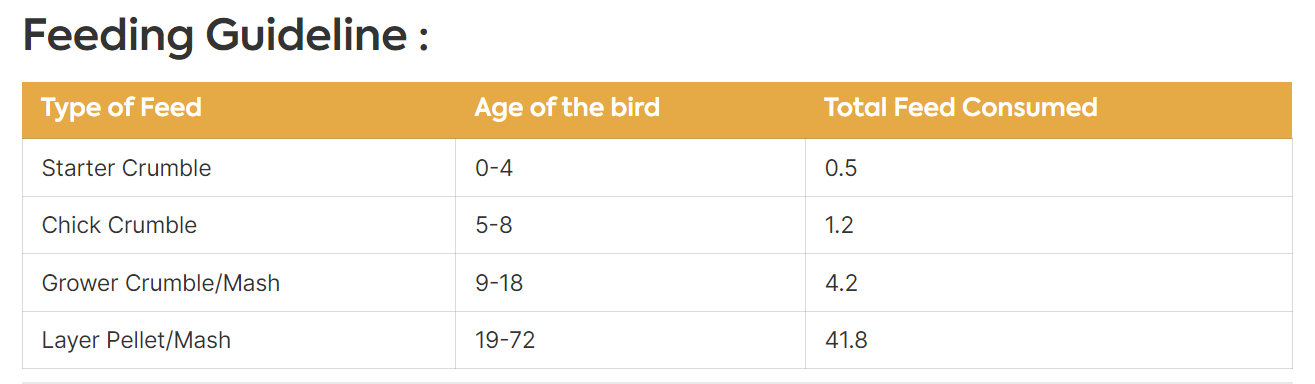 Feeding Guideline :
Type of Feed Age of the bird Total Feed Consumed
Starter Crumble 0-4 0.5
Chick Crumble 5-8 1.2
Grower Crumble/Mash 9-18 4.2
Layer Pellet/Mash 19-72 41.8